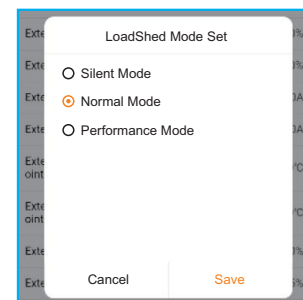 LoadShed Mode Set
Silent Mode
Normal Mode
Performance Mode
Cancel Save